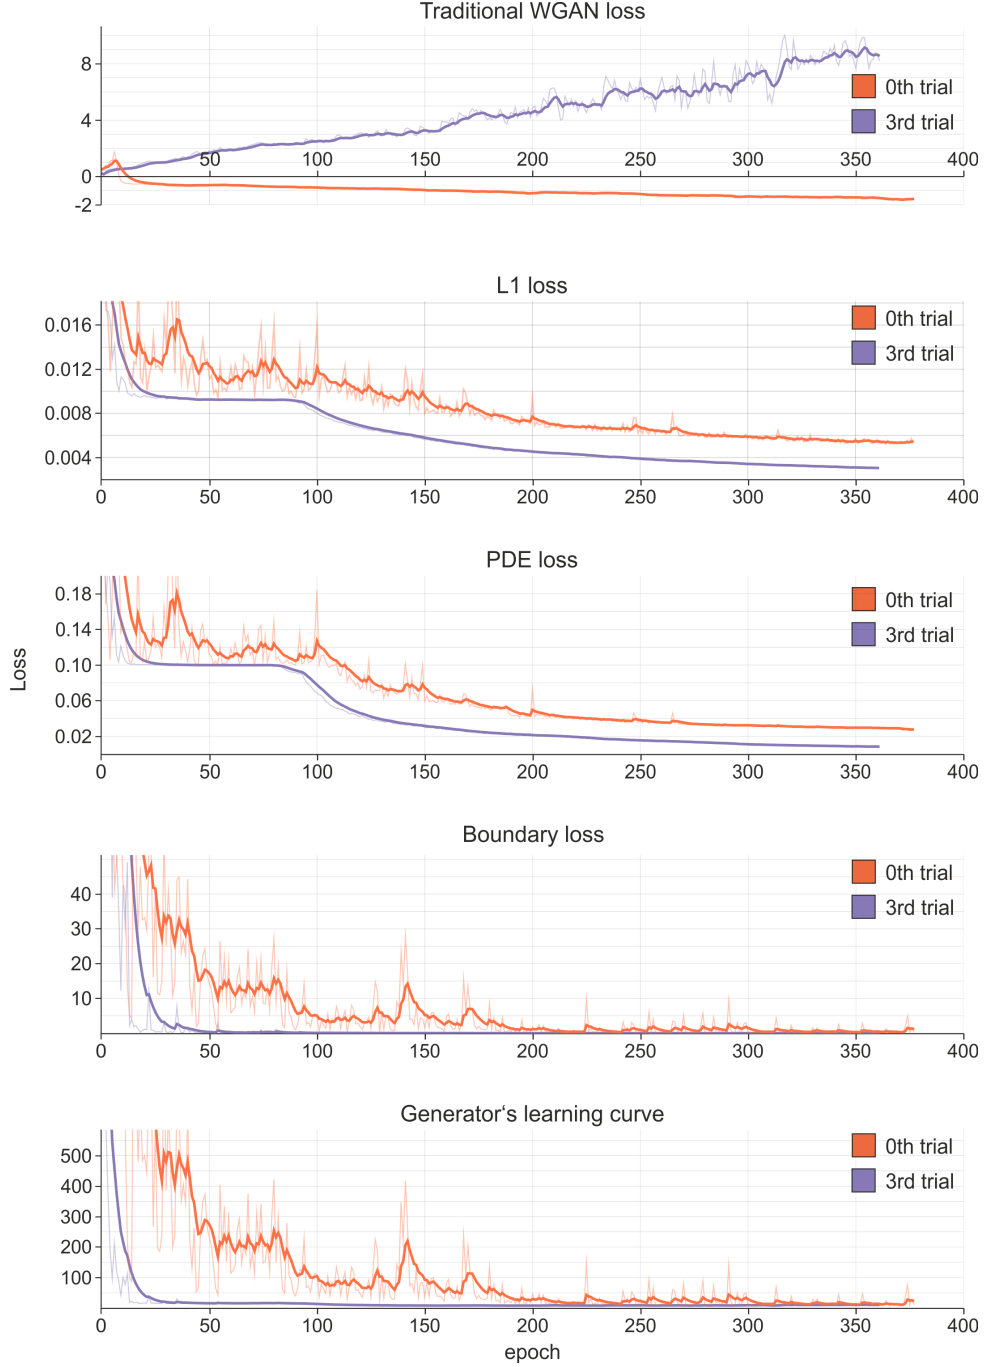 Traditional WGAN loss
8
4
0
-2
50 100 150 200 250 300 350 400
0th trial
3rd trial
L1 loss
0.016
0.012
0.008
0.004
0 50 100 150 200 250 300 350 400
0th trial
3rd trial
PDE loss
0.18
0.14
0.10
0.06
0.02
0 50 100 150 200 250 300 350 400
0th trial
3rd trial
Loss
Boundary loss
40
30
20
10
0 50 100 150 200 250 300 350 400
0th trial
3rd trial
Generator‘s learning curve
500
400
300
200
100
0 50 100 150 200 250 300 350 400
0th trial
3rd trial
epoch